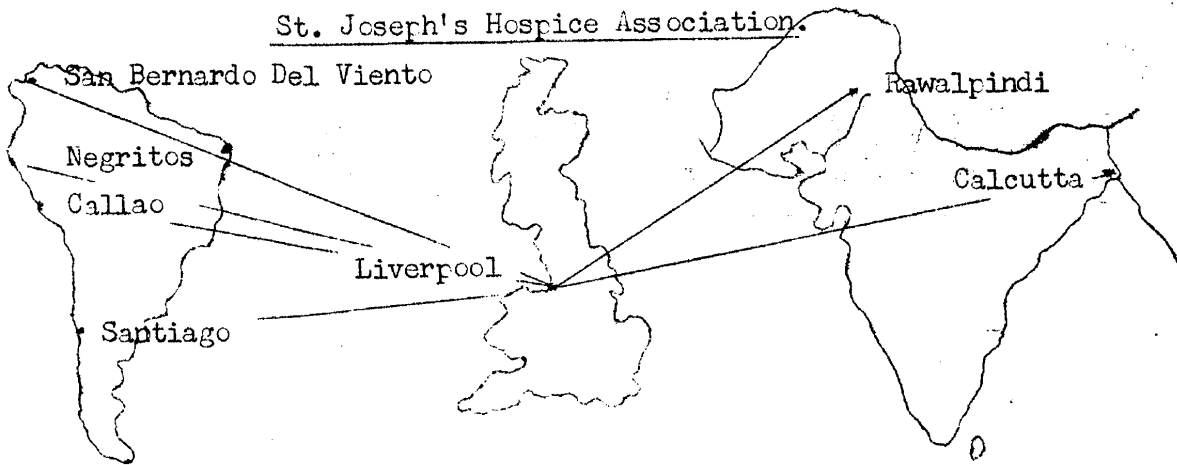 St. Joseph's Hospice Association.
San Bernardo Del Viento
Rawalpindi
Negritos
Calcutta
Callao
Liverpool
Santiago